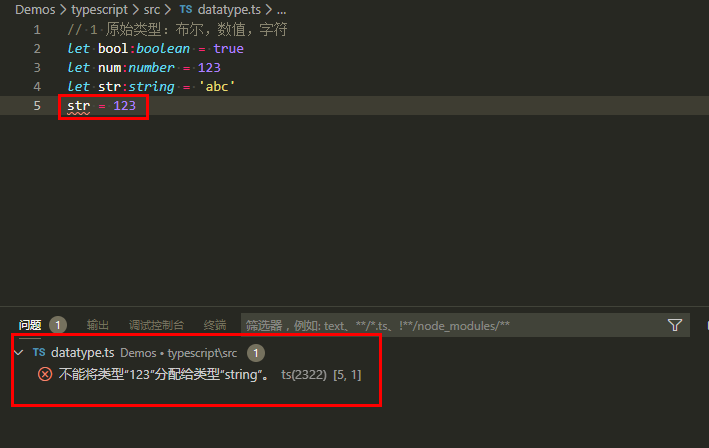 Demos > typescript > src > TS datatype.ts > ...
1 // 1 原始类型：布尔，数值，字符
2 let bool:boolean = true
3 let num:number = 123
4 let str:string = 'abc'
5 str = 123
问题 1 输出 调试控制台 终端 筛选器，例如: text、**/*.ts、!**/node_modules/**
TS datatype.ts Demos • typescript\src 1
不能将类型"123"分配给类型"string"。 ts(2322) [5, 1]